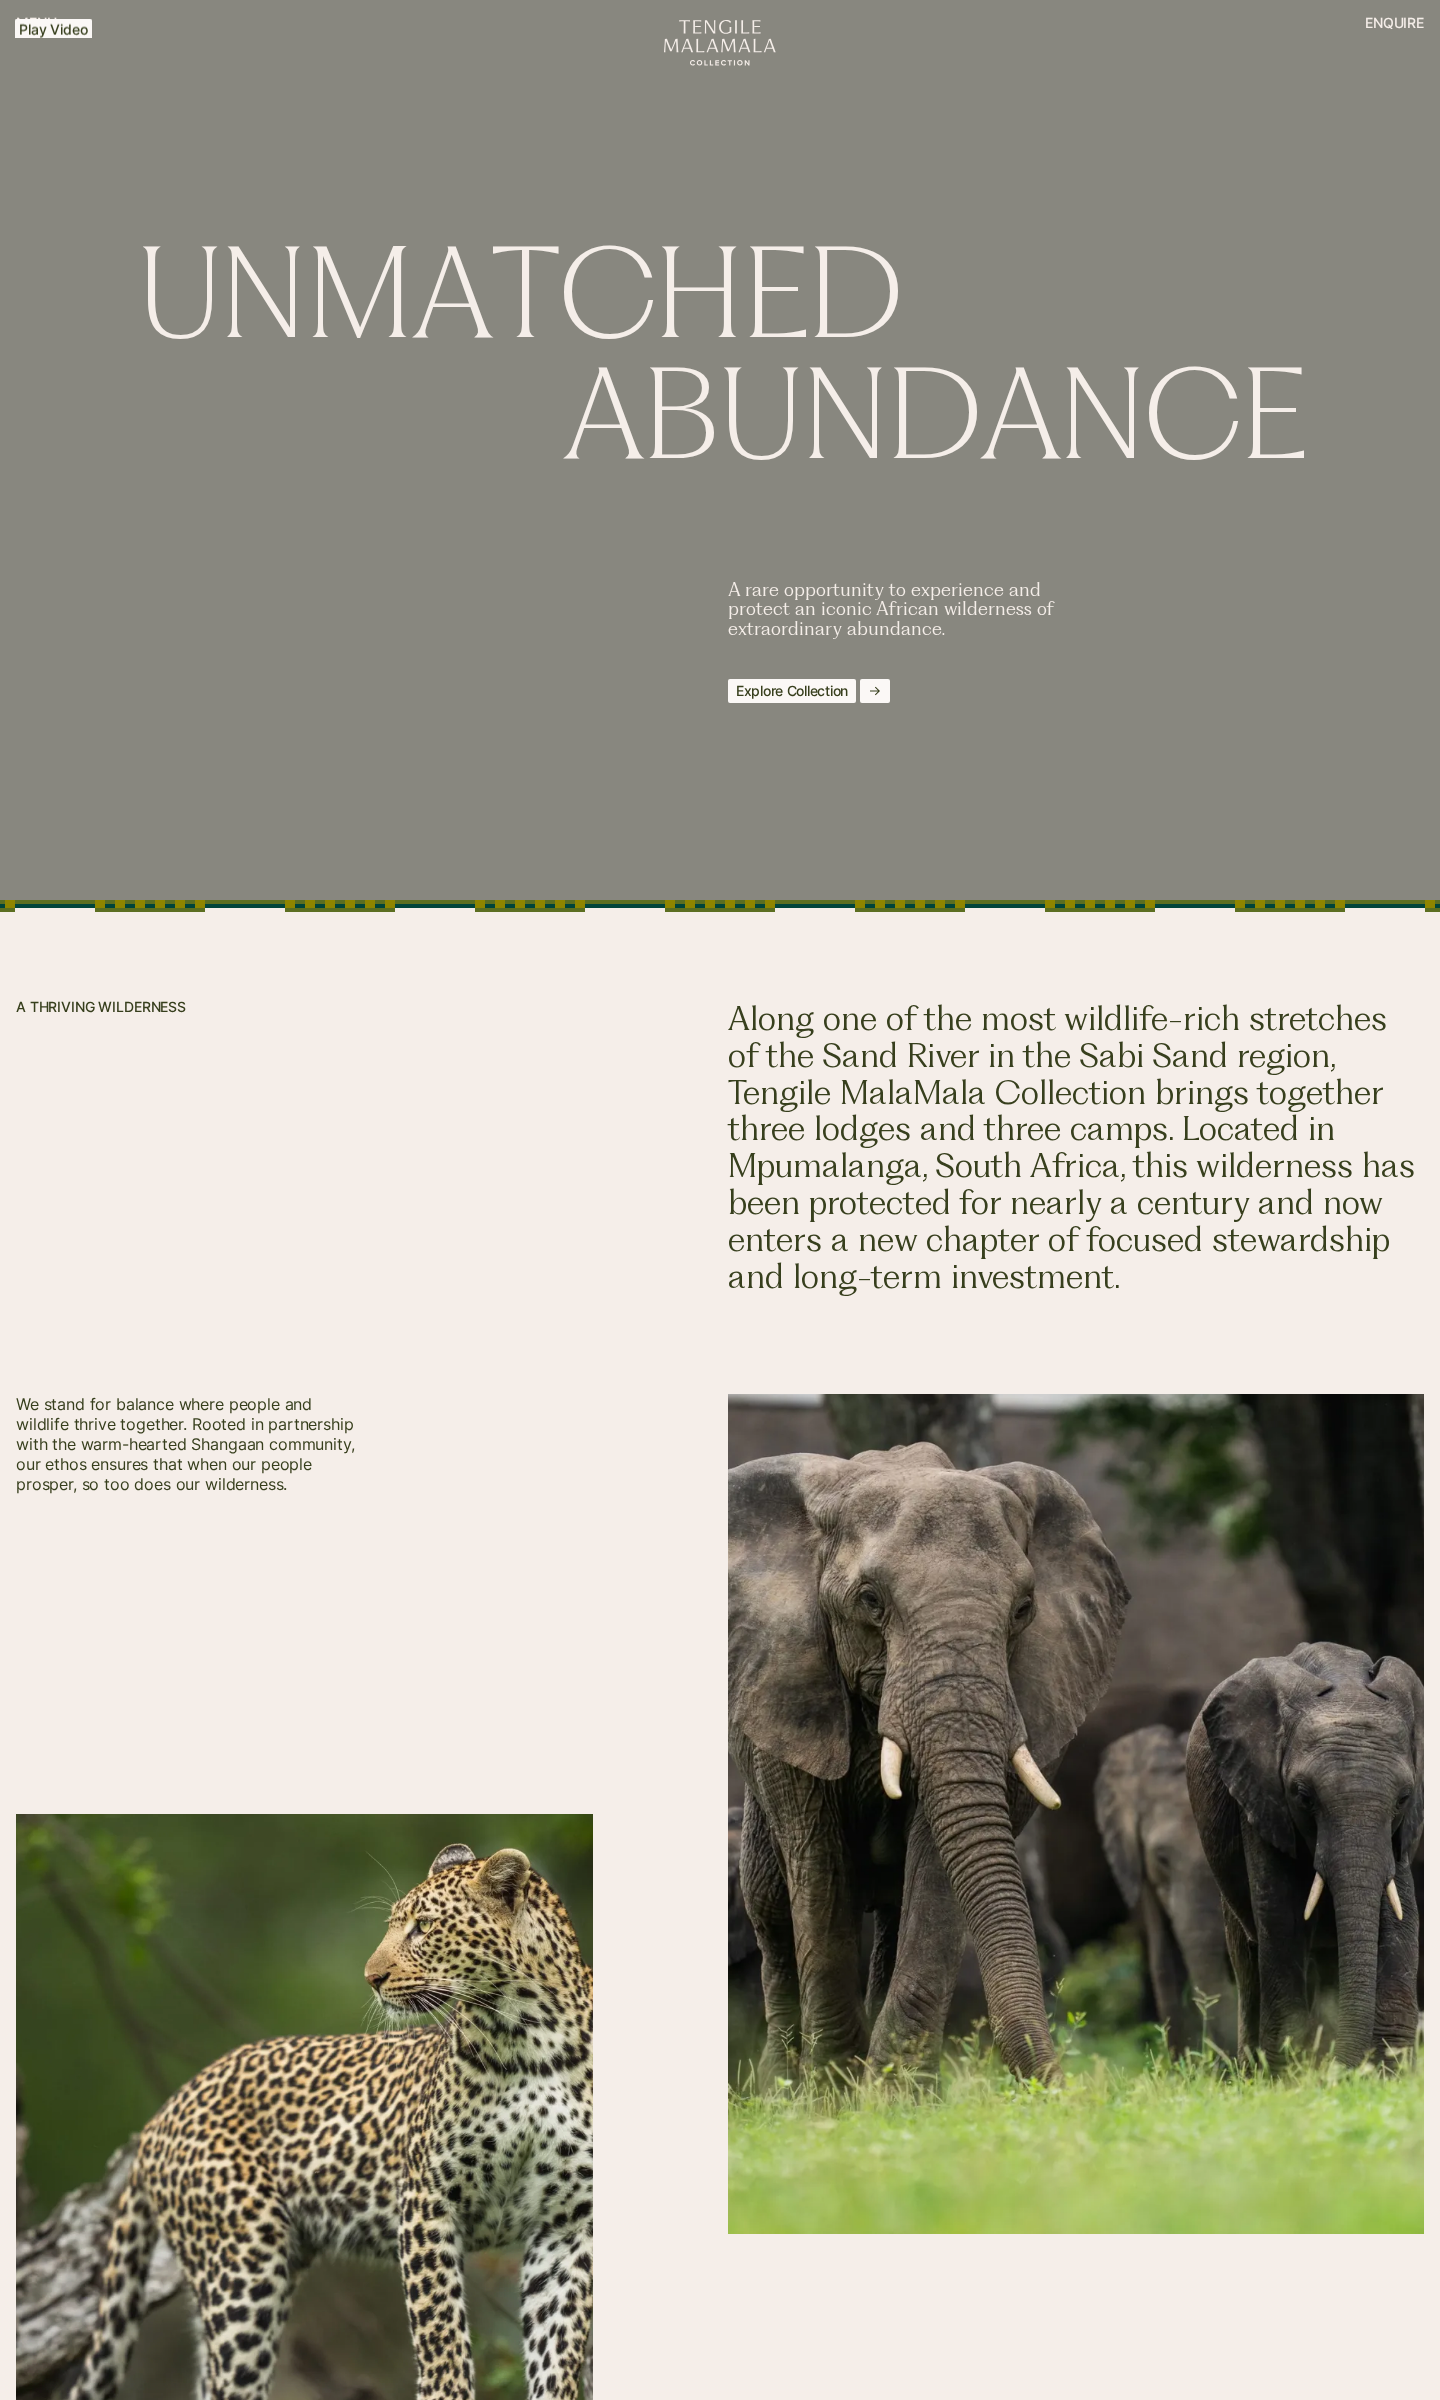 Play Video
TENGILE
MALAMALA
COLLECTION
ENQUIRE
UNMATCHED
ABUNDANCE
A rare opportunity to experience and
protect an iconic African wilderness of
extraordinary abundance.
Explore Collection →
A THRIVING WILDERNESS
Along one of the most wildlife-rich stretches
of the Sand River in the Sabi Sand region,
Tengile MalaMala Collection brings together
three lodges and three camps. Located in
Mpumalanga, South Africa, this wilderness has
been protected for nearly a century and now
enters a new chapter of focused stewardship
and long-term investment.
We stand for balance where people and
wildlife thrive together. Rooted in partnership
with the warm-hearted Shangaan community,
our ethos ensures that when our people
prosper, so too does our wilderness.